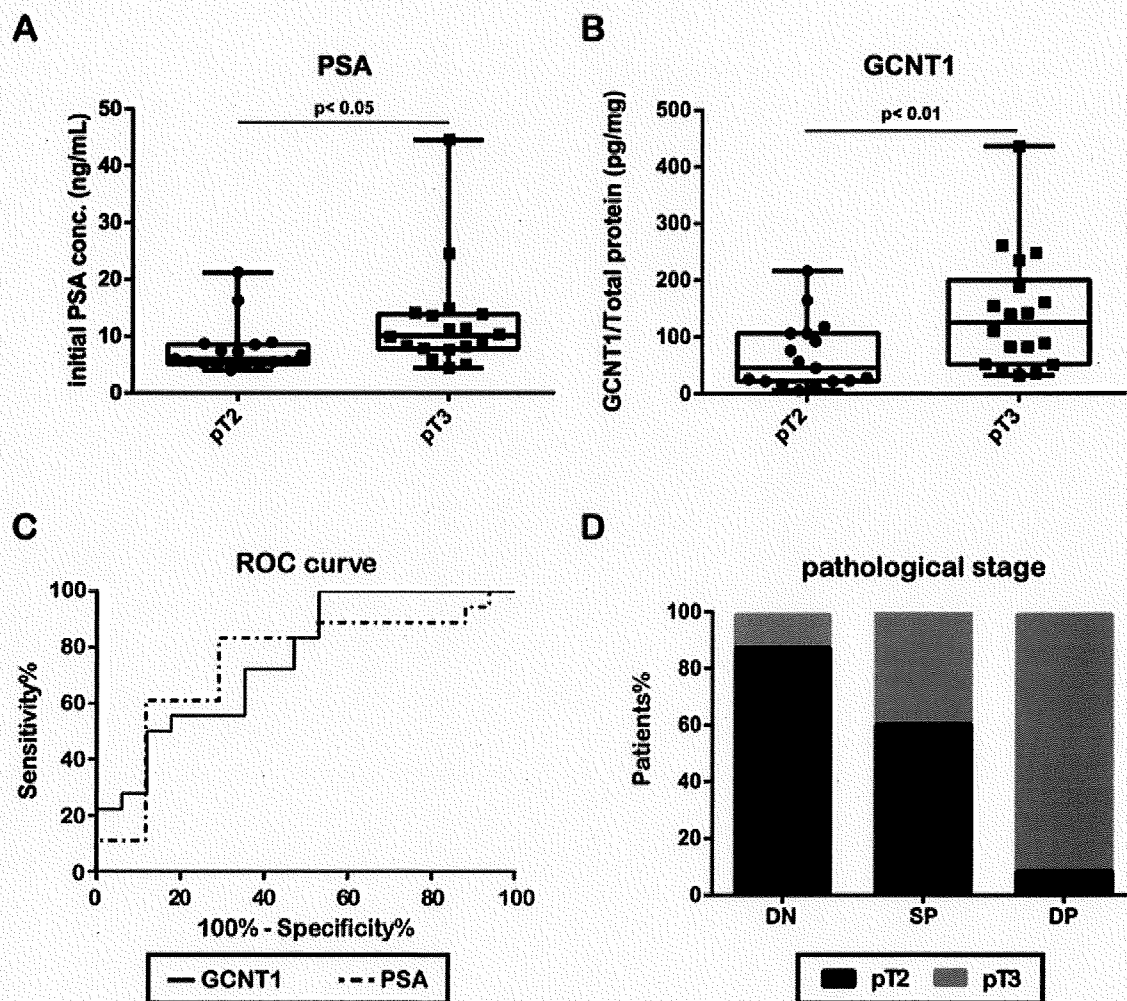 A
PSA
p< 0.05
initial PSA conc. (ng/mL)
50
40
30
20
10
0
pT2
pT3
B
GCNT1
p< 0.01
GCNT1/Total protein (pg/mg)
500
400
300
200
100
0
pT2
pT3
C
ROC curve
Sensitivity%
100
80
60
40
20
0
0 20 40 60 80 100
100% - Specificity%
GCNT1 PSA
D
pathological stage
Patients%
100
80
60
40
20
0
DN SP DP
pT2 pT3